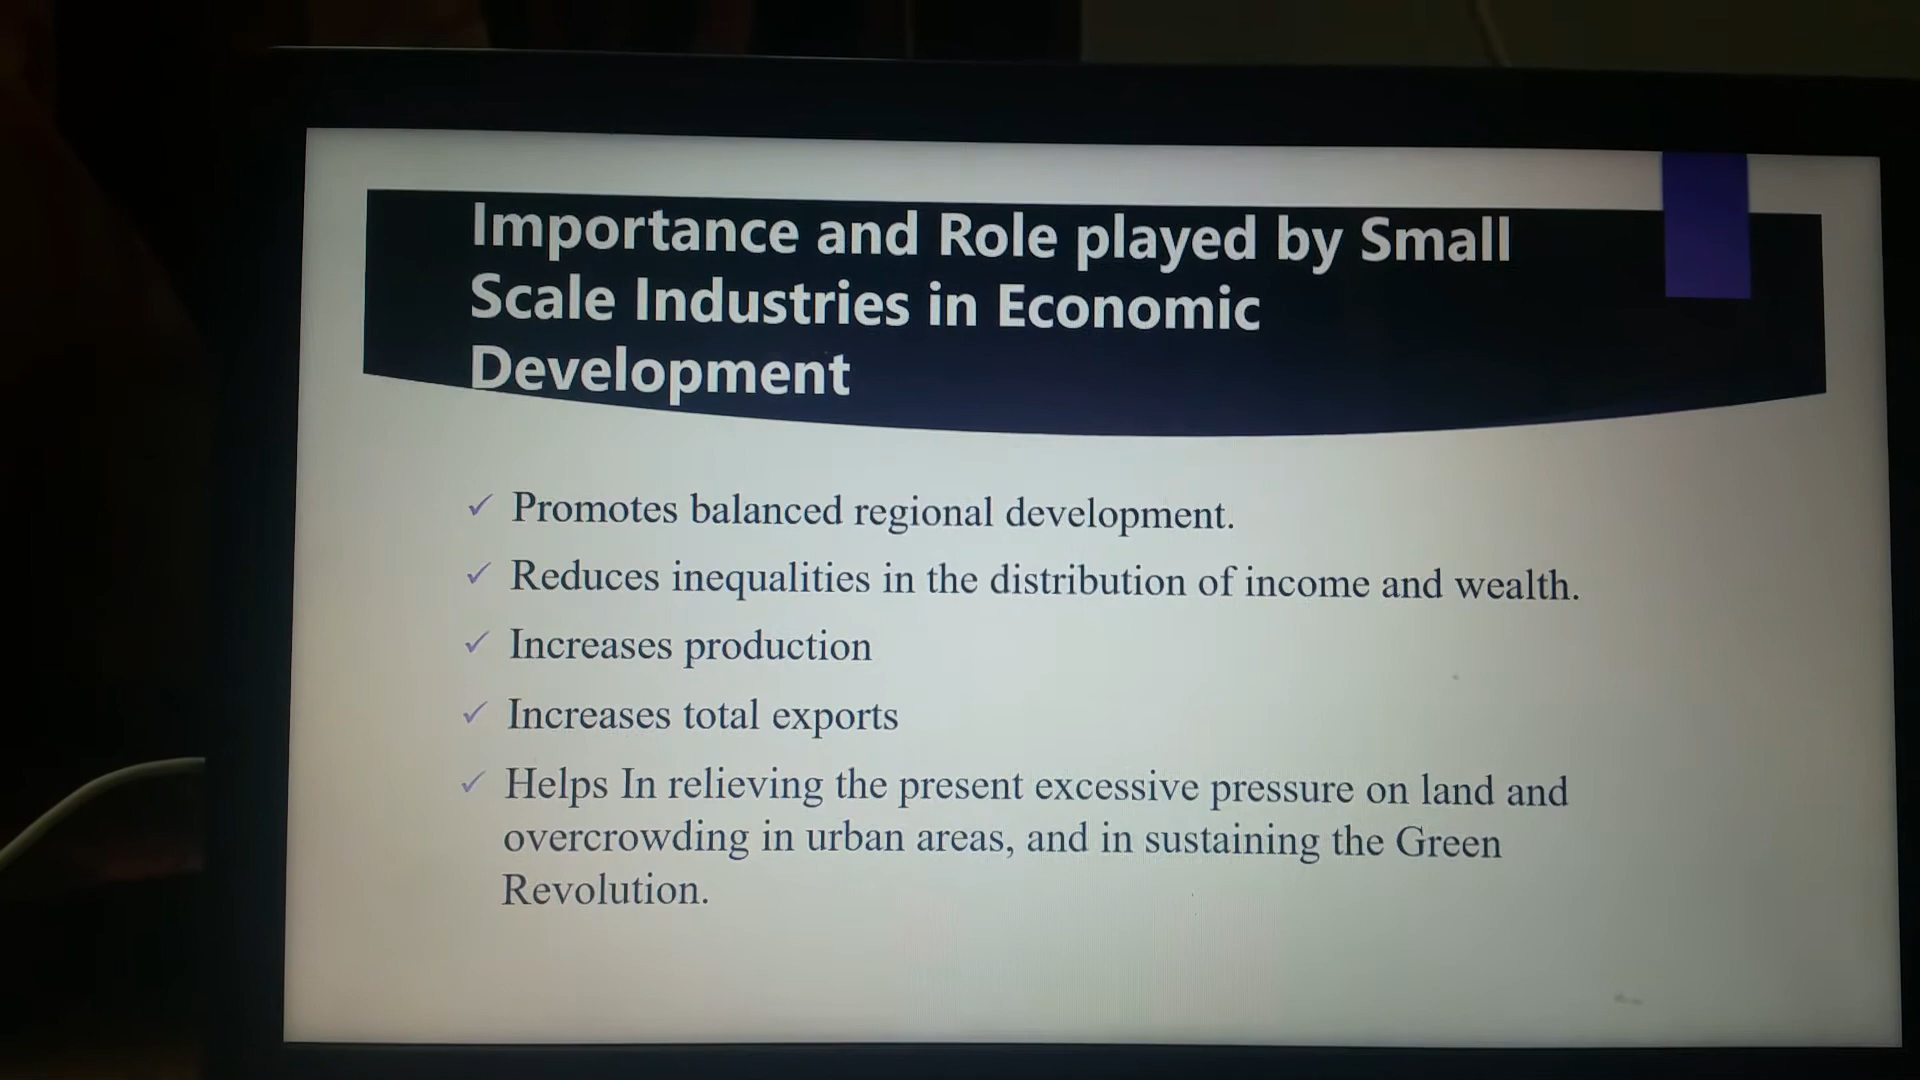 Importance and Role played by Small
Scale Industries in Economic
Development
✓ Promotes balanced regional development.
✓ Reduces inequalities in the distribution of income and wealth.
✓ Increases production
✓ Increases total exports
✓ Helps In relieving the present excessive pressure on land and
overcrowding in urban areas, and in sustaining the Green
Revolution.